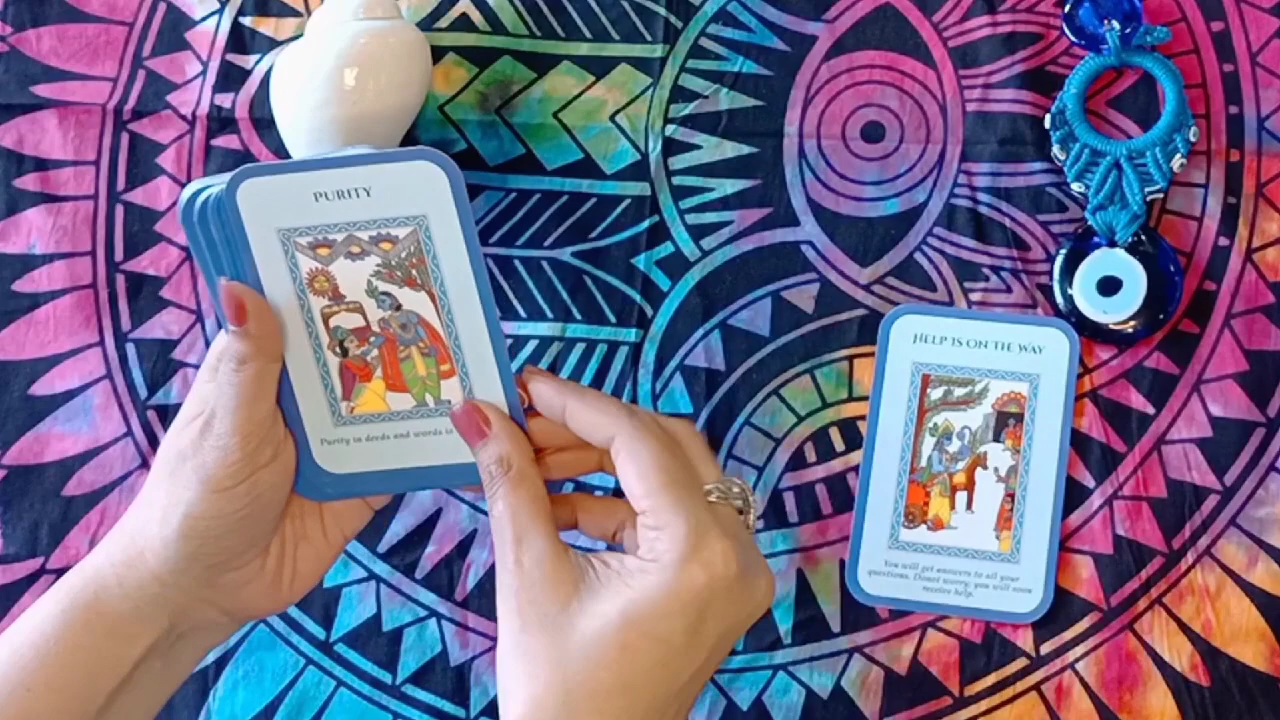 PURITY
Purity in deeds and words is
HELP IS ON THE WAY
You will get answers to all your
questions. Donot worry, you will soon
receive help.